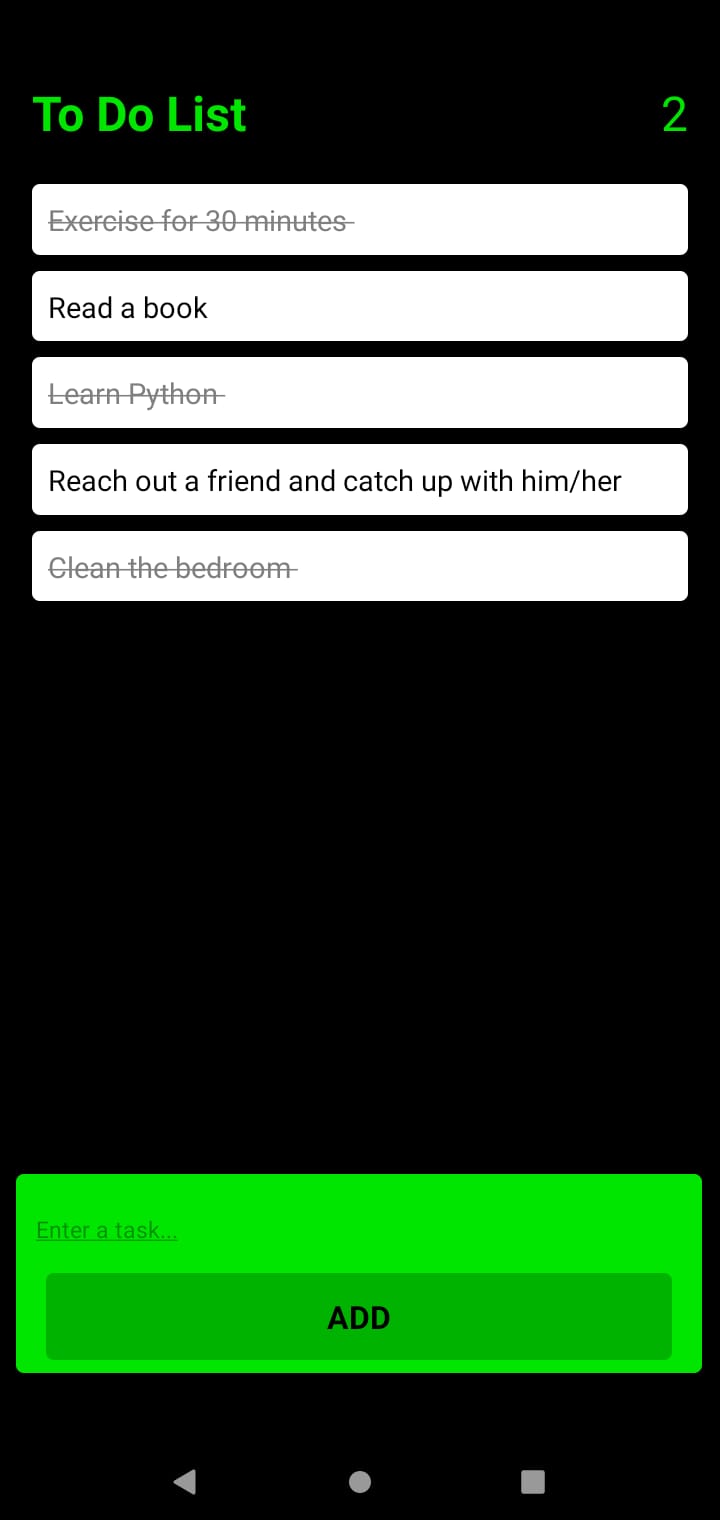 To Do List 2
Exercise for 30 minutes
Read a book
Learn Python
Reach out a friend and catch up with him/her
Clean the bedroom
Enter a task...
ADD